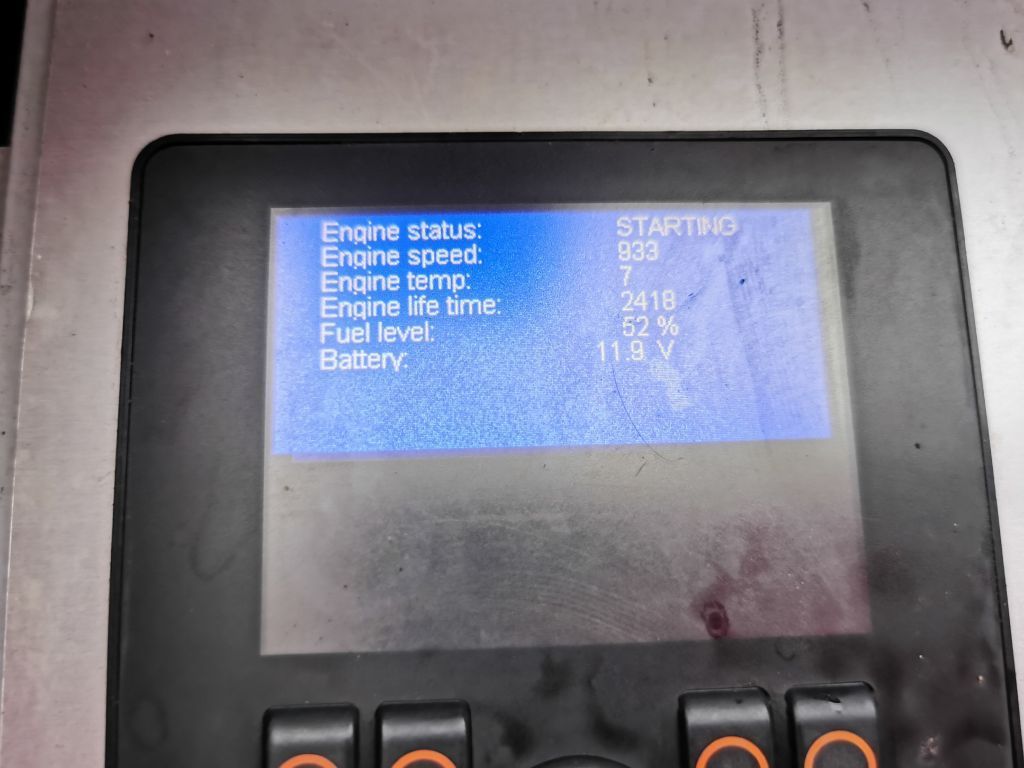 Engine status: STARTING
Engine speed: 933
Engine temp: 7
Engine life time: 2418
Fuel level: 52 %
Battery: 11.9 V